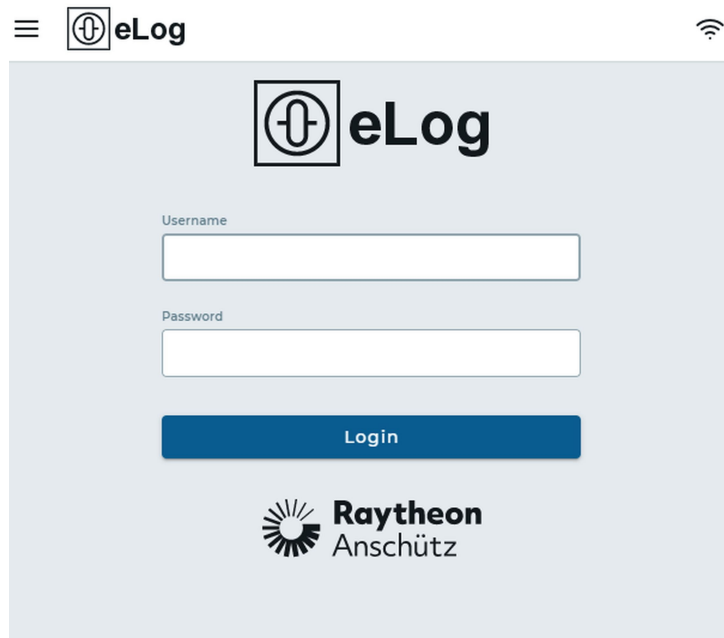 eLog
eLog
Username
Password
Login
Raytheon
Anschütz